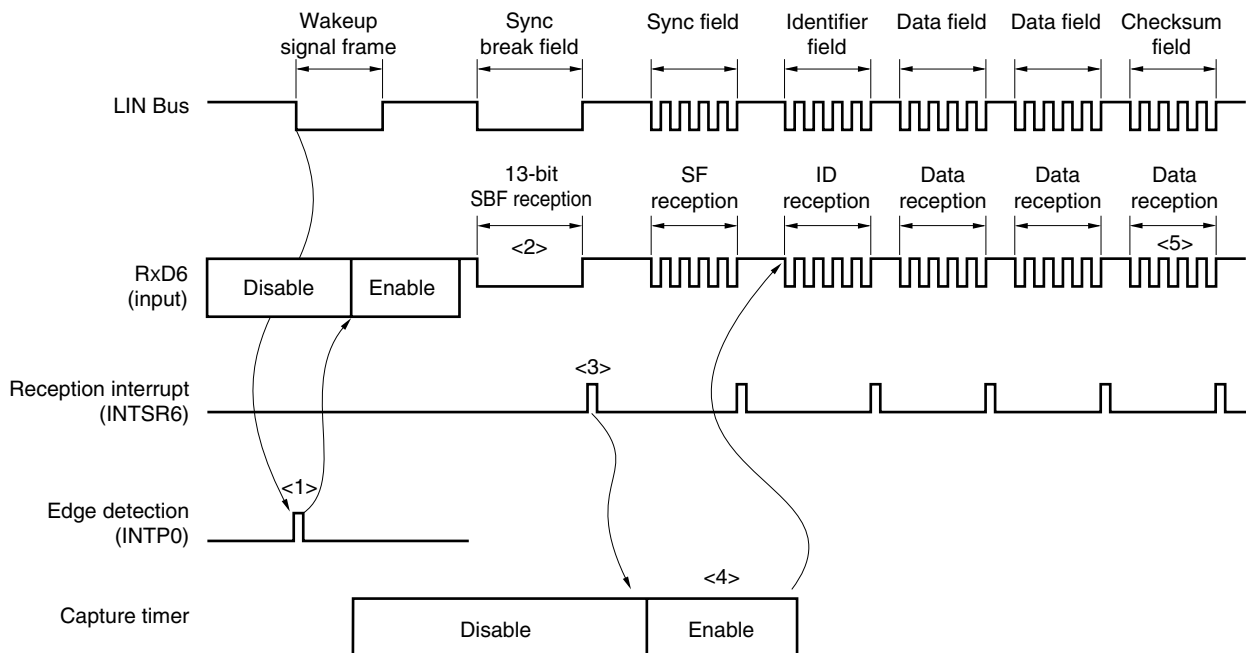 Wakeup
signal frame
Sync
break field
Sync field
Identifier
field
Data field
Data field
Checksum
field
LIN Bus
13-bit
SBF reception
SF
reception
ID
reception
Data
reception
Data
reception
Data
reception
<2>
<5>
RxD6
(input)
Disable
Enable
<3>
Reception interrupt
(INTSR6)
<1>
Edge detection
(INTP0)
<4>
Capture timer
Disable
Enable